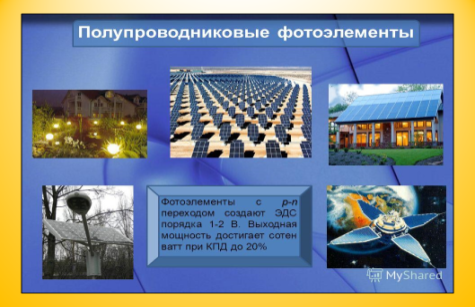 Полупроводниковые фотоэлементы
Фотоэлементы с p-n
переходом создают ЭДС
порядка 1-2 В. Выходная
мощность достигает сотен
ватт при КПД до 20%
MyShared